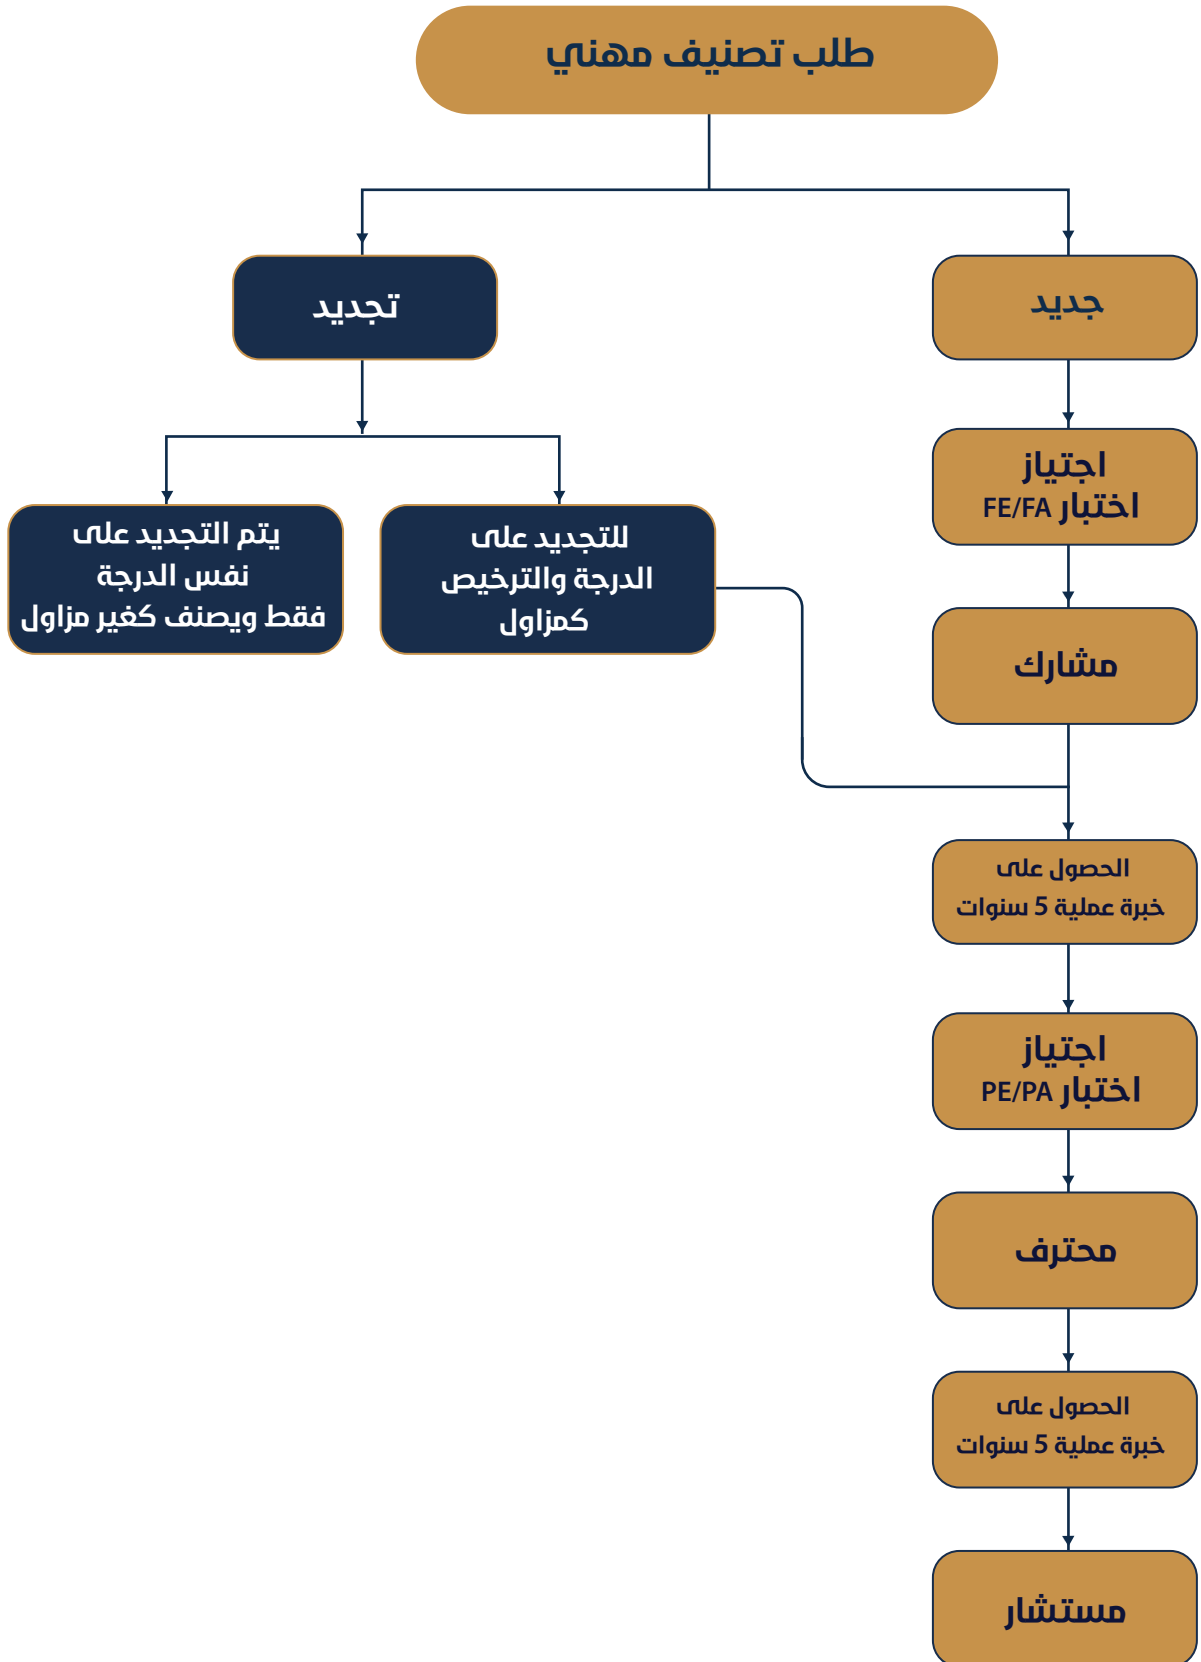 طلب تصنيف مهني
جديد
تجديد
اجتياز
اختبار FE/FA
للتجديد على
الدرجة والترخيص
كمزاول
يتم التجديد على
نفس الدرجة
فقط ويصنف كغير مزاول
مشارك
الحصول على
خبرة عملية 5 سنوات
اجتياز
اختبار PE/PA
محترف
الحصول على
خبرة عملية 5 سنوات
مستشار